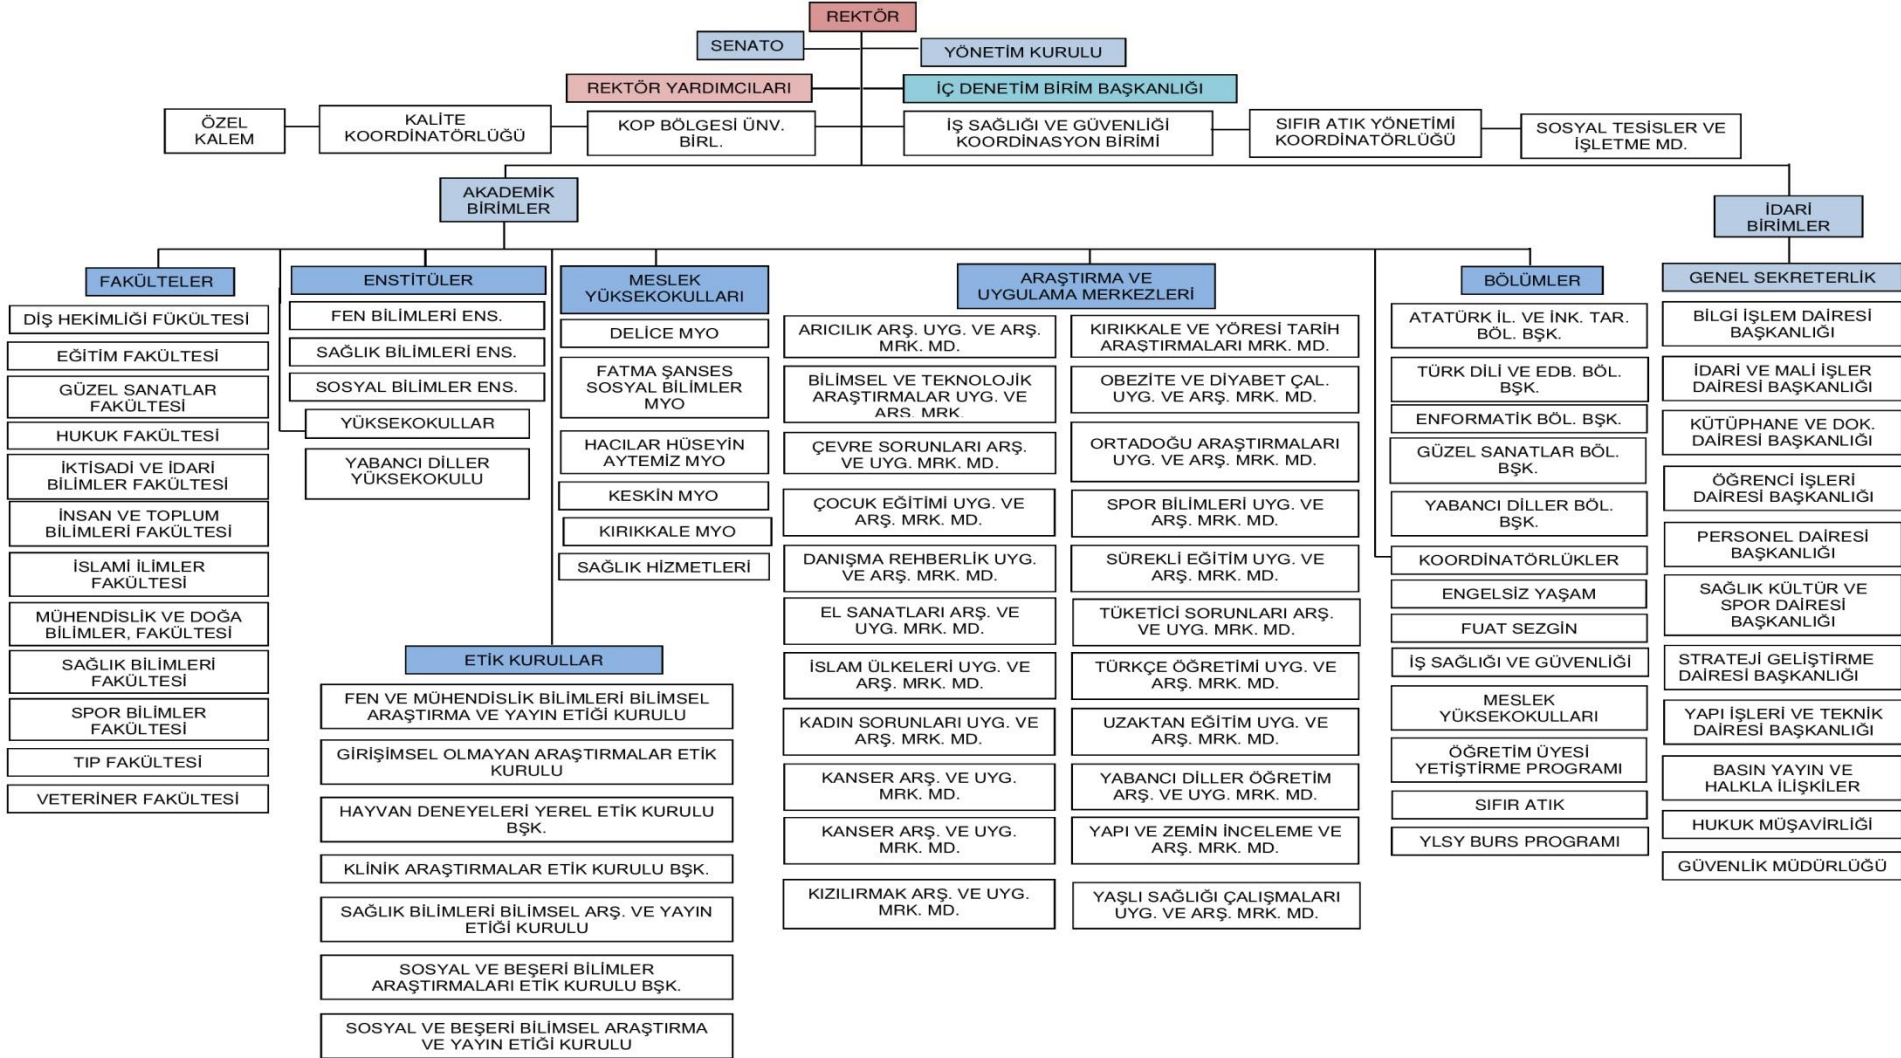 REKTÖR
SENATO
YÖNETİM KURULU
REKTÖR YARDIMCILARI
İÇ DENETİM BİRİM BAŞKANLIĞI
ÖZEL
KALEM
KALİTE
KOORDİNATÖRLÜĞÜ
KOP BÖLGESİ ÜNV.
BİRL.
İŞ SAĞLIĞI VE GÜVENLİĞİ
KOORDİNASYON BİRİMİ
SIFIR ATIK YÖNETİMİ
KOORDİNATÖRLÜĞÜ
SOSYAL TESİSLER VE
İŞLETME MD.
AKADEMİK
BİRİMLER
İDARİ
BİRİMLER
FAKÜLTELER
DİŞ HEKİMLİĞİ FÜKÜLTESİ
EĞİTİM FAKÜLTESİ
GÜZEL SANATLAR
FAKÜLTESİ
HUKUK FAKÜLTESİ
İKTİSADİ VE İDARİ
BİLİMLER FAKÜLTESİ
İNSAN VE TOPLUM
BİLİMLERİ FAKÜLTESİ
İSLAMİ İLİMLER
FAKÜLTESİ
MÜHENDİSLİK VE DOĞA
BİLİMLER, FAKÜLTESİ
SAĞLIK BİLİMLERİ
FAKÜLTESİ
SPOR BİLİMLER
FAKÜLTESİ
TIP FAKÜLTESİ
VETERİNER FAKÜLTESİ
ENSTİTÜLER
FEN BİLİMLERİ ENS.
SAĞLIK BİLİMLERİ ENS.
SOSYAL BİLİMLER ENS.
YÜKSEKOKULLAR
YABANCI DİLLER
YÜKSEKOKULU
MESLEK
YÜKSEKOKULLARI
DELİCE MYO
FATMA ŞANSES
SOSYAL BİLİMLER
MYO
HACILAR HÜSEYİN
AYTEMİZ MYO
KESKİN MYO
KIRIKKALE MYO
SAĞLIK HİZMETLERİ
ETİK KURULLAR
FEN VE MÜHENDİSLİK BİLİMLERİ BİLİMSEL
ARAŞTIRMA VE YAYIN ETİĞİ KURULU
GİRİŞİMSEL OLMAYAN ARAŞTIRMALAR ETİK
KURULU
HAYVAN DENEYELERİ YEREL ETİK KURULU
BŞK.
KLİNİK ARAŞTIRMALAR ETİK KURULU BŞK.
SAĞLIK BİLİMLERİ BİLİMSEL ARŞ. VE YAYIN
ETİĞİ KURULU
SOSYAL VE BEŞERİ BİLİMLER
ARAŞTIRMALARI ETİK KURULU BŞK.
SOSYAL VE BEŞERİ BİLİMSEL ARAŞTIRMA
VE YAYIN ETİĞİ KURULU
ARAŞTIRMA VE
UYGULAMA MERKEZLERİ
ARICILIK ARŞ. UYG. VE ARŞ.
MRK. MD.
BİLİMSEL VE TEKNOLOJİK
ARAŞTIRMALAR UYG. VE
ARŞ. MRK.
ÇEVRE SORUNLARI ARŞ.
VE UYG. MRK. MD.
ÇOCUK EĞİTİMİ UYG. VE
ARŞ. MRK. MD.
DANIŞMA REHBERLİK UYG.
VE ARŞ. MRK. MD.
EL SANATLARI ARŞ. VE
UYG. MRK. MD.
İSLAM ÜLKELERİ UYG. VE
ARŞ. MRK. MD.
KADIN SORUNLARI UYG. VE
ARŞ. MRK. MD.
KANSER ARŞ. VE UYG.
MRK. MD.
KANSER ARŞ. VE UYG.
MRK. MD.
KIZILIRMAK ARŞ. VE UYG.
MRK. MD.
KIRIKKALE VE YÖRESİ TARİH
ARAŞTIRMALARI MRK. MD.
OBEZİTE VE DİYABET ÇAL.
UYG. VE ARŞ. MRK. MD.
ORTADOĞU ARAŞTIRMALARI
UYG. VE ARŞ. MRK. MD.
SPOR BİLİMLERİ UYG. VE
ARŞ. MRK. MD.
SÜREKLİ EĞİTİM UYG. VE
ARŞ. MRK. MD.
TÜKETİCİ SORUNLARI ARŞ.
VE UYG. MRK. MD.
TÜRKÇE ÖĞRETİMİ UYG. VE
ARŞ. MRK. MD.
UZAKTAN EĞİTİM UYG. VE
ARŞ. MRK. MD.
YABANCI DİLLER ÖĞRETİM
ARŞ. VE UYG. MRK. MD.
YAPI VE ZEMİN İNCELEME VE
ARŞ. MRK. MD.
YAŞLI SAĞLIĞI ÇALIŞMALARI
UYG. VE ARŞ. MRK. MD.
BÖLÜMLER
ATATÜRK İL. VE İNK. TAR.
BÖL. BŞK.
TÜRK DİLİ VE EDB. BÖL.
BŞK.
ENFORMATİK BÖL. BŞK.
GÜZEL SANATLAR BÖL.
BŞK.
YABANCI DİLLER BÖL.
BŞK.
KOORDİNATÖRLÜKLER
ENGELSİZ YAŞAM
FUAT SEZGİN
İŞ SAĞLIĞI VE GÜVENLİĞİ
MESLEK
YÜKSEKOKULLARI
ÖĞRETİM ÜYESİ
YETİŞTİRME PROGRAMI
SIFIR ATIK
YLSY BURS PROGRAMI
GENEL SEKRETERLİK
BİLGİ İŞLEM DAİRESİ
BAŞKANLIĞI
İDARİ VE MALİ İŞLER
DAİRESİ BAŞKANLIĞI
KÜTÜPHANE VE DOK.
DAİRESİ BAŞKANLIĞI
ÖĞRENCİ İŞLERİ
DAİRESİ BAŞKANLIĞI
PERSONEL DAİRESİ
BAŞKANLIĞI
SAĞLIK KÜLTÜR VE
SPOR DAİRESİ
BAŞKANLIĞI
STRATEJİ GELİŞTİRME
DAİRESİ BAŞKANLIĞI
YAPI İŞLERİ VE TEKNİK
DAİRESİ BAŞKANLIĞI
BASIN YAYIN VE
HALKLA İLİŞKİLER
HUKUK MÜŞAVİRLİĞİ
GÜVENLİK MÜDÜRLÜĞÜ